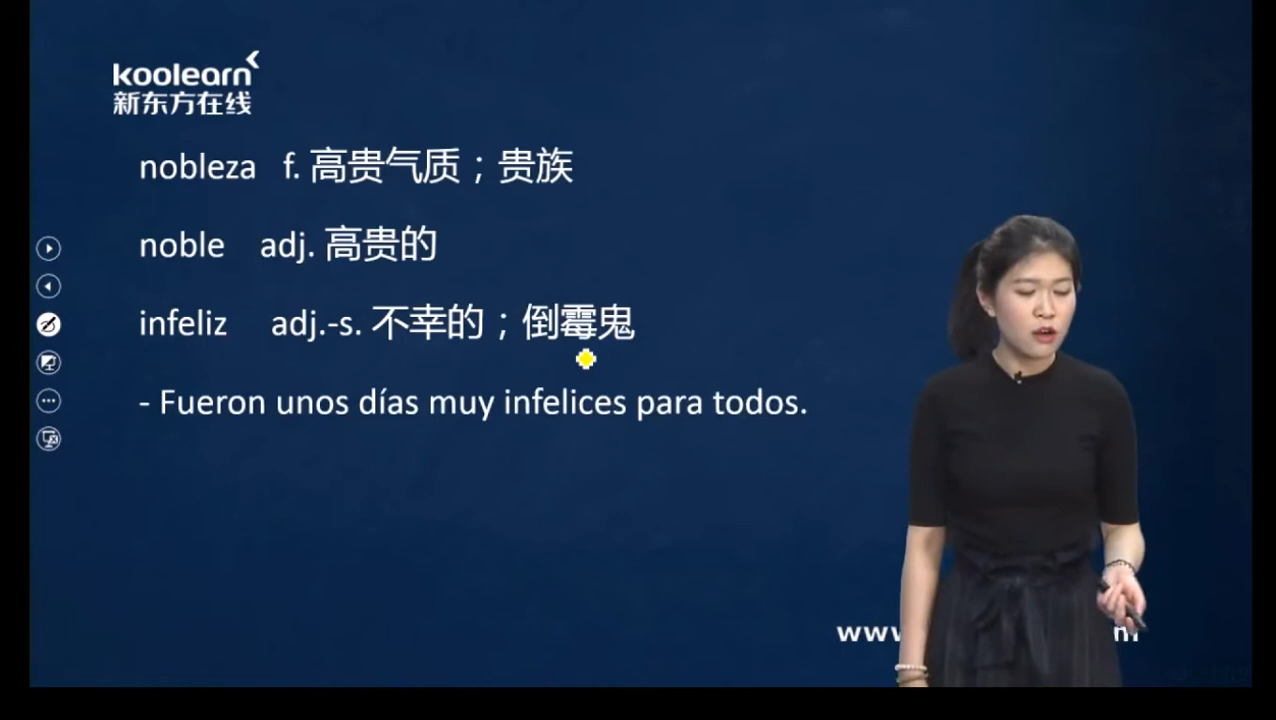 koolearn
新东方在线
nobleza f. 高贵气质；贵族
noble adj. 高贵的
infeliz adj.-s. 不幸的；倒霉鬼
- Fueron unos días muy infelices para todos.